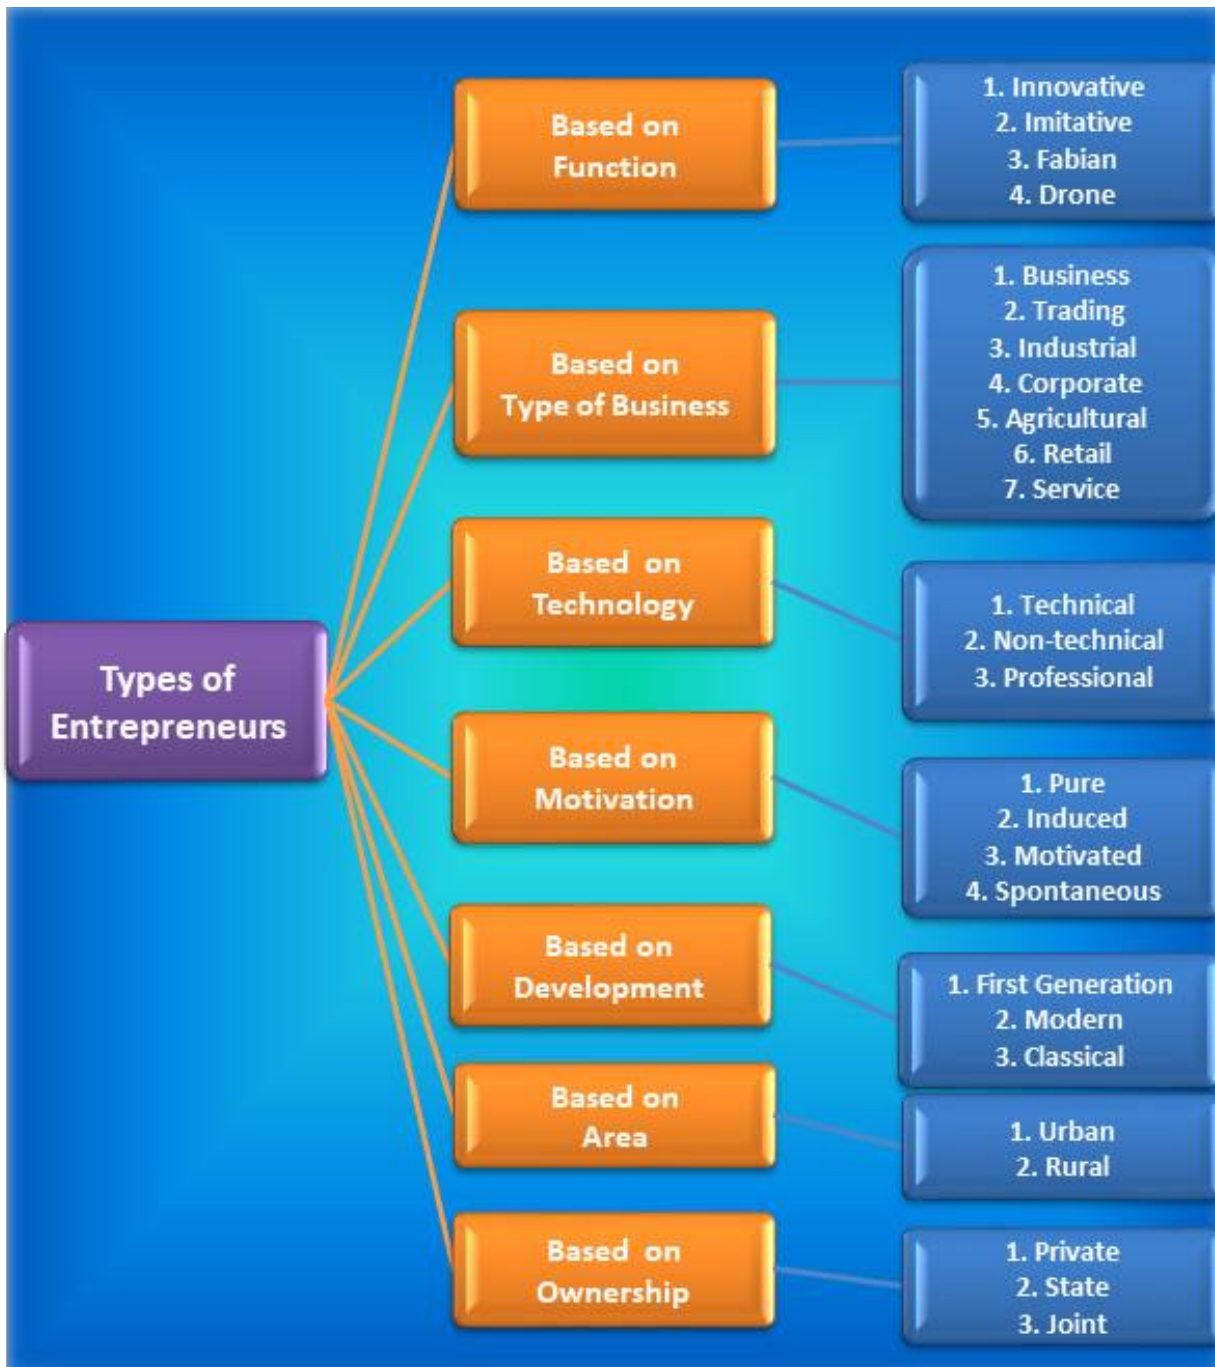 Types of
Entrepreneurs
Based on
Function
1. Innovative
2. Imitative
3. Fabian
4. Drone
Based on
Type of Business
1. Business
2. Trading
3. Industrial
4. Corporate
5. Agricultural
6. Retail
7. Service
Based on
Technology
1. Technical
2. Non-technical
3. Professional
Based on
Motivation
1. Pure
2. Induced
3. Motivated
4. Spontaneous
Based on
Development
1. First Generation
2. Modern
3. Classical
Based on
Area
1. Urban
2. Rural
Based on
Ownership
1. Private
2. State
3. Joint